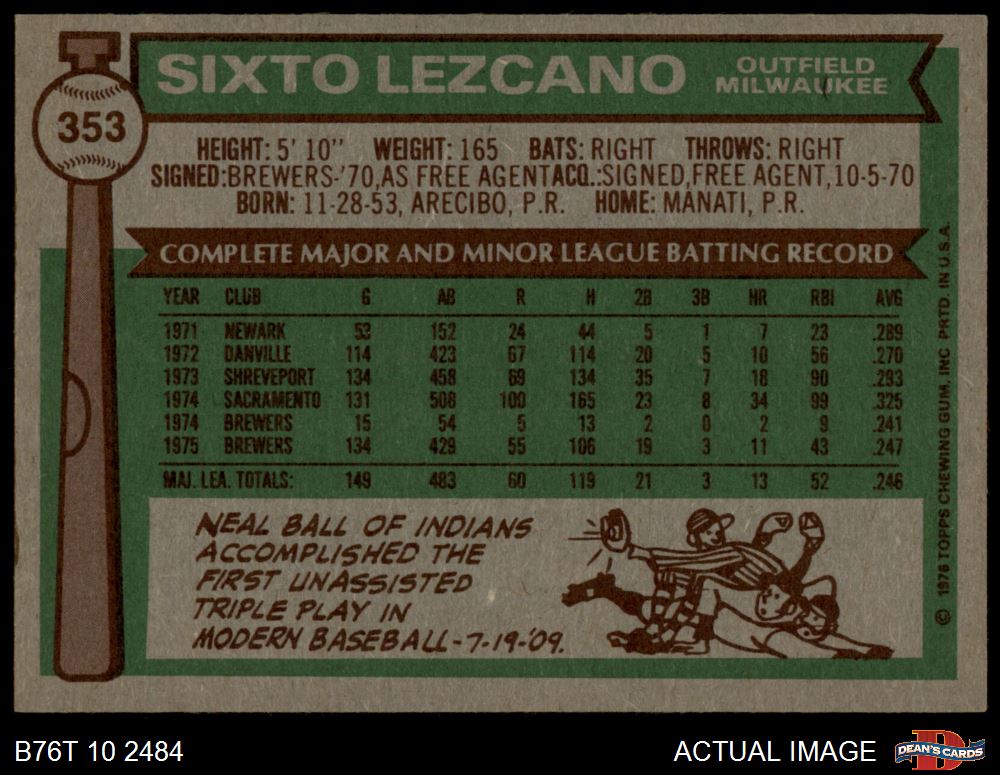 353
SIXTO LEZCANO
OUTFIELD
MILWAUKEE
HEIGHT: 5' 10" WEIGHT: 165 BATS: RIGHT THROWS: RIGHT
SIGNED:BREWERS-'70,AS FREE AGENT ACQ.:SIGNED,FREE AGENT,10-5-70
BORN: 11-28-53, ARECIBO, P.R. HOME: MANATI, P.R.
COMPLETE MAJOR AND MINOR LEAGUE BATTING RECORD
YEAR CLUB G AB R H 2B 3B HR RBI AVG
1971 NEWARK 53 152 24 44 5 1 7 23 .289
1972 DANVILLE 114 423 67 114 20 5 10 56 .270
1973 SHREVEPORT 134 458 69 134 35 7 18 90 .293
1974 SACRAMENTO 131 508 100 165 23 8 34 99 .325
1974 BREWERS 15 54 5 13 2 0 2 9 .241
1975 BREWERS 134 429 55 106 19 3 11 43 .247
MAJ. LEA. TOTALS: 149 483 60 119 21 3 13 52 .246
NEAL BALL OF INDIANS
ACCOMPLISHED THE
FIRST UNASSISTED
TRIPLE PLAY IN
MODERN BASEBALL-7-19-'09.
© 1976 TOPPS CHEWING GUM, INC PRTD. IN U.S.A.
B76T 10 2484
ACTUAL IMAGE
D
DEAN'S CARDS